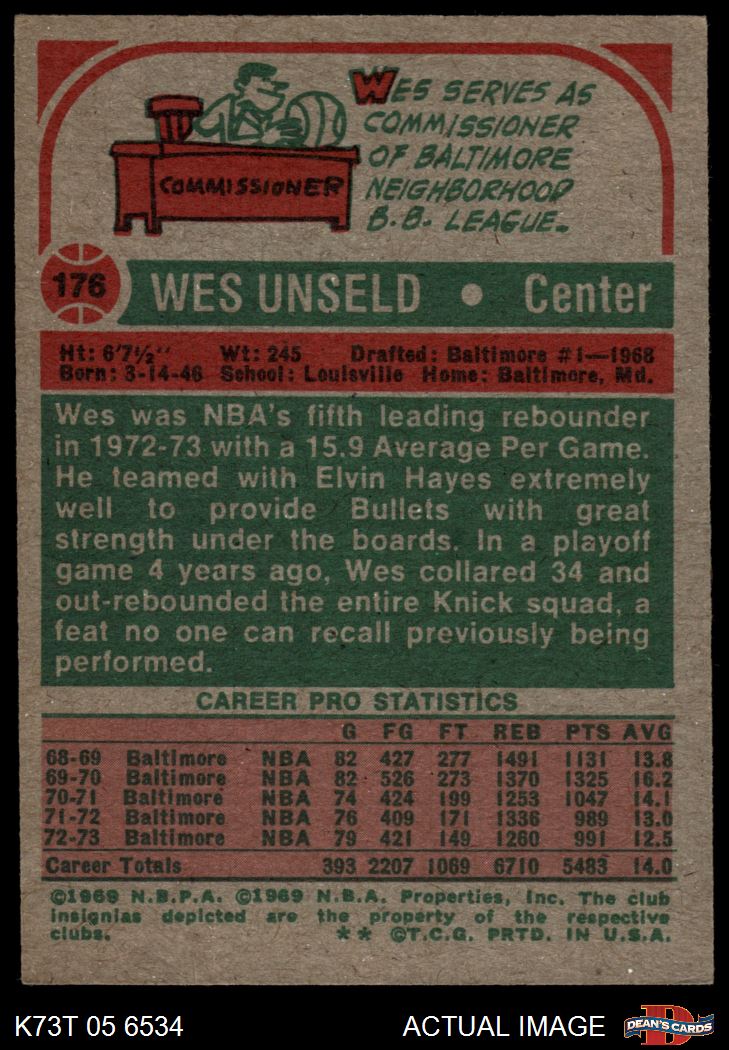 WES SERVES AS
COMMISSIONER
OF BALTIMORE
NEIGHBORHOOD
B.B. LEAGUE.
COMMISSIONER
176
WES UNSELD • Center
Ht: 6'7½" Wt: 245 Drafted: Baltimore #1—1968
Born: 3-14-46 School: Louisville Home: Baltimore, Md.
Wes was NBA's fifth leading rebounder
in 1972-73 with a 15.9 Average Per Game.
He teamed with Elvin Hayes extremely
well to provide Bullets with great
strength under the boards. In a playoff
game 4 years ago, Wes collared 34 and
out-rebounded the entire Knick squad, a
feat no one can recall previously being
performed.
CAREER PRO STATISTICS
G FG FT REB PTS AVG
68-69 Baltimore NBA 82 427 277 1491 1131 13.8
69-70 Baltimore NBA 82 526 273 1370 1325 16.2
70-71 Baltimore NBA 74 424 199 1253 1047 14.1
71-72 Baltimore NBA 76 409 171 1336 989 13.0
72-73 Baltimore NBA 79 421 149 1260 991 12.5
Career Totals 393 2207 1069 6710 5483 14.0
©1969 N.B.P.A. ©1969 N.B.A. Properties, Inc. The club
insignias depicted are the property of the respective
clubs. ** ©T.C.G. PRTD. IN U.S.A.
K73T 05 6534 ACTUAL IMAGE
DEAN'S CARDS